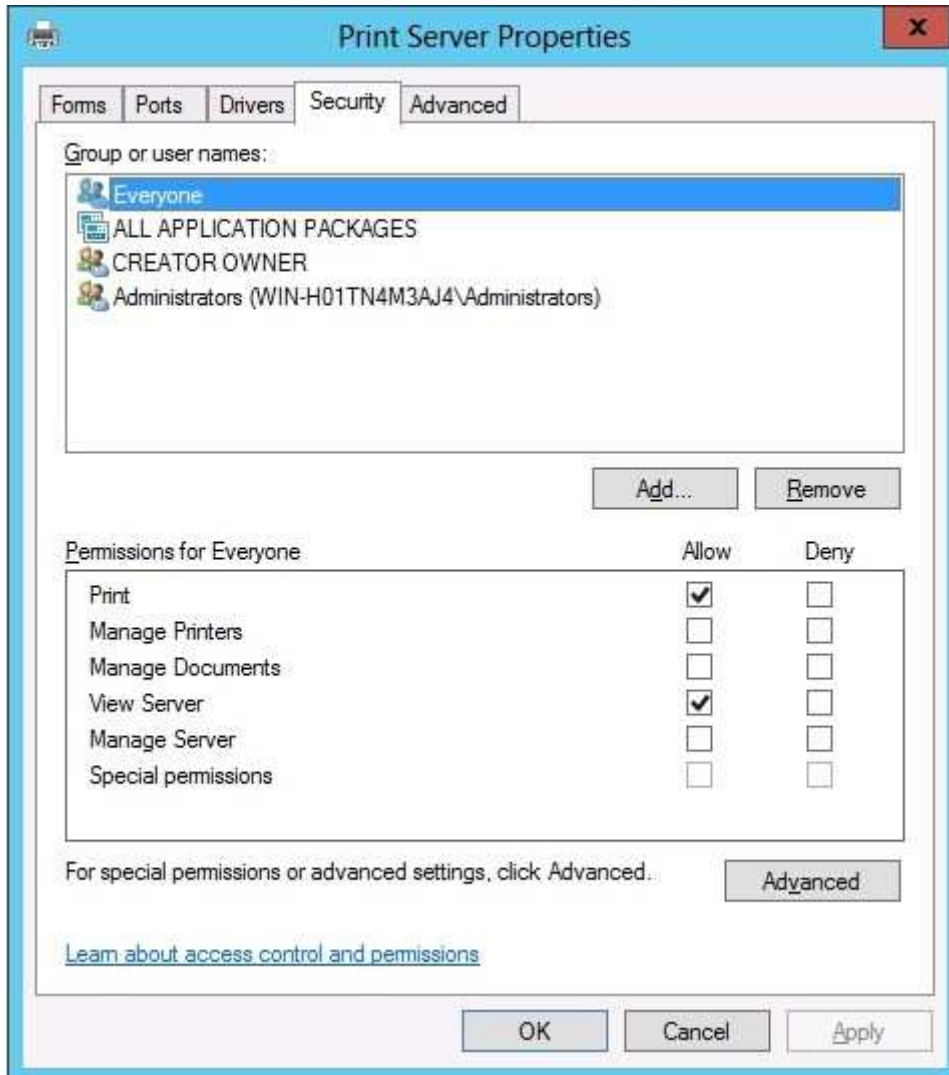 Print Server Properties
x
Forms Ports Drivers Security Advanced
Group or user names:
Everyone
ALL APPLICATION PACKAGES
CREATOR OWNER
Administrators (WIN-H01TN4M3AJ4\Administrators)
Add... Remove
Permissions for Everyone Allow Deny
Print
Manage Printers
Manage Documents
View Server
Manage Server
Special permissions
For special permissions or advanced settings, click Advanced.
Advanced
Learn about access control and permissions
OK Cancel Apply